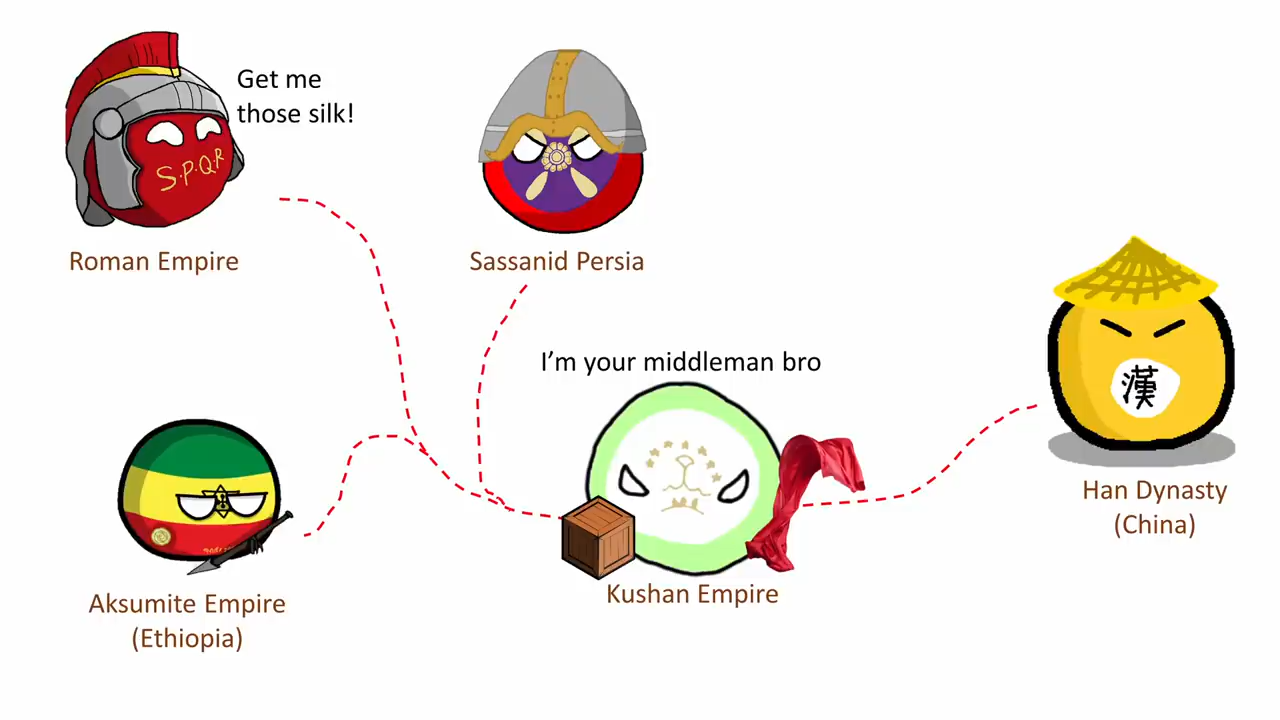 Get me
those silk!
S·P·Q·R
Roman Empire
Sassanid Persia
I'm your middleman bro
漢
Han Dynasty
(China)
Kushan Empire
Aksumite Empire
(Ethiopia)